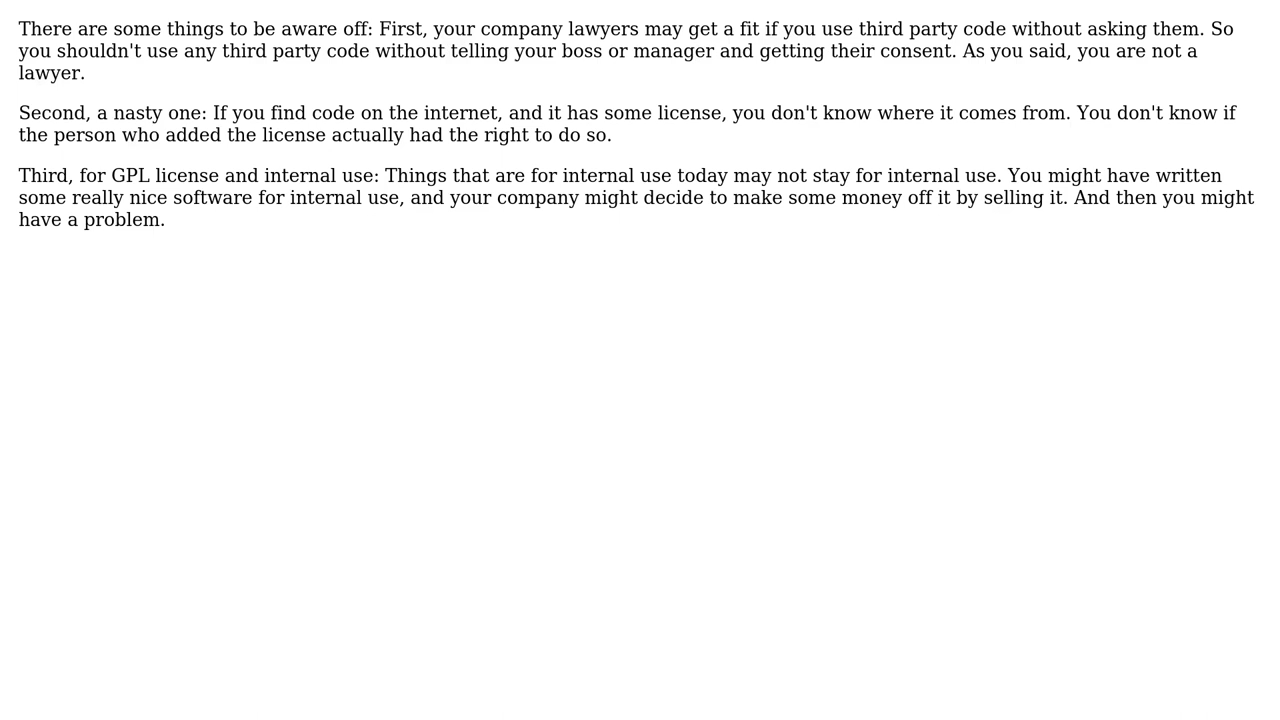 There are some things to be aware off: First, your company lawyers may get a fit if you use third party code without asking them. So
you shouldn't use any third party code without telling your boss or manager and getting their consent. As you said, you are not a
lawyer.
Second, a nasty one: If you find code on the internet, and it has some license, you don't know where it comes from. You don't know if
the person who added the license actually had the right to do so.
Third, for GPL license and internal use: Things that are for internal use today may not stay for internal use. You might have written
some really nice software for internal use, and your company might decide to make some money off it by selling it. And then you might
have a problem.